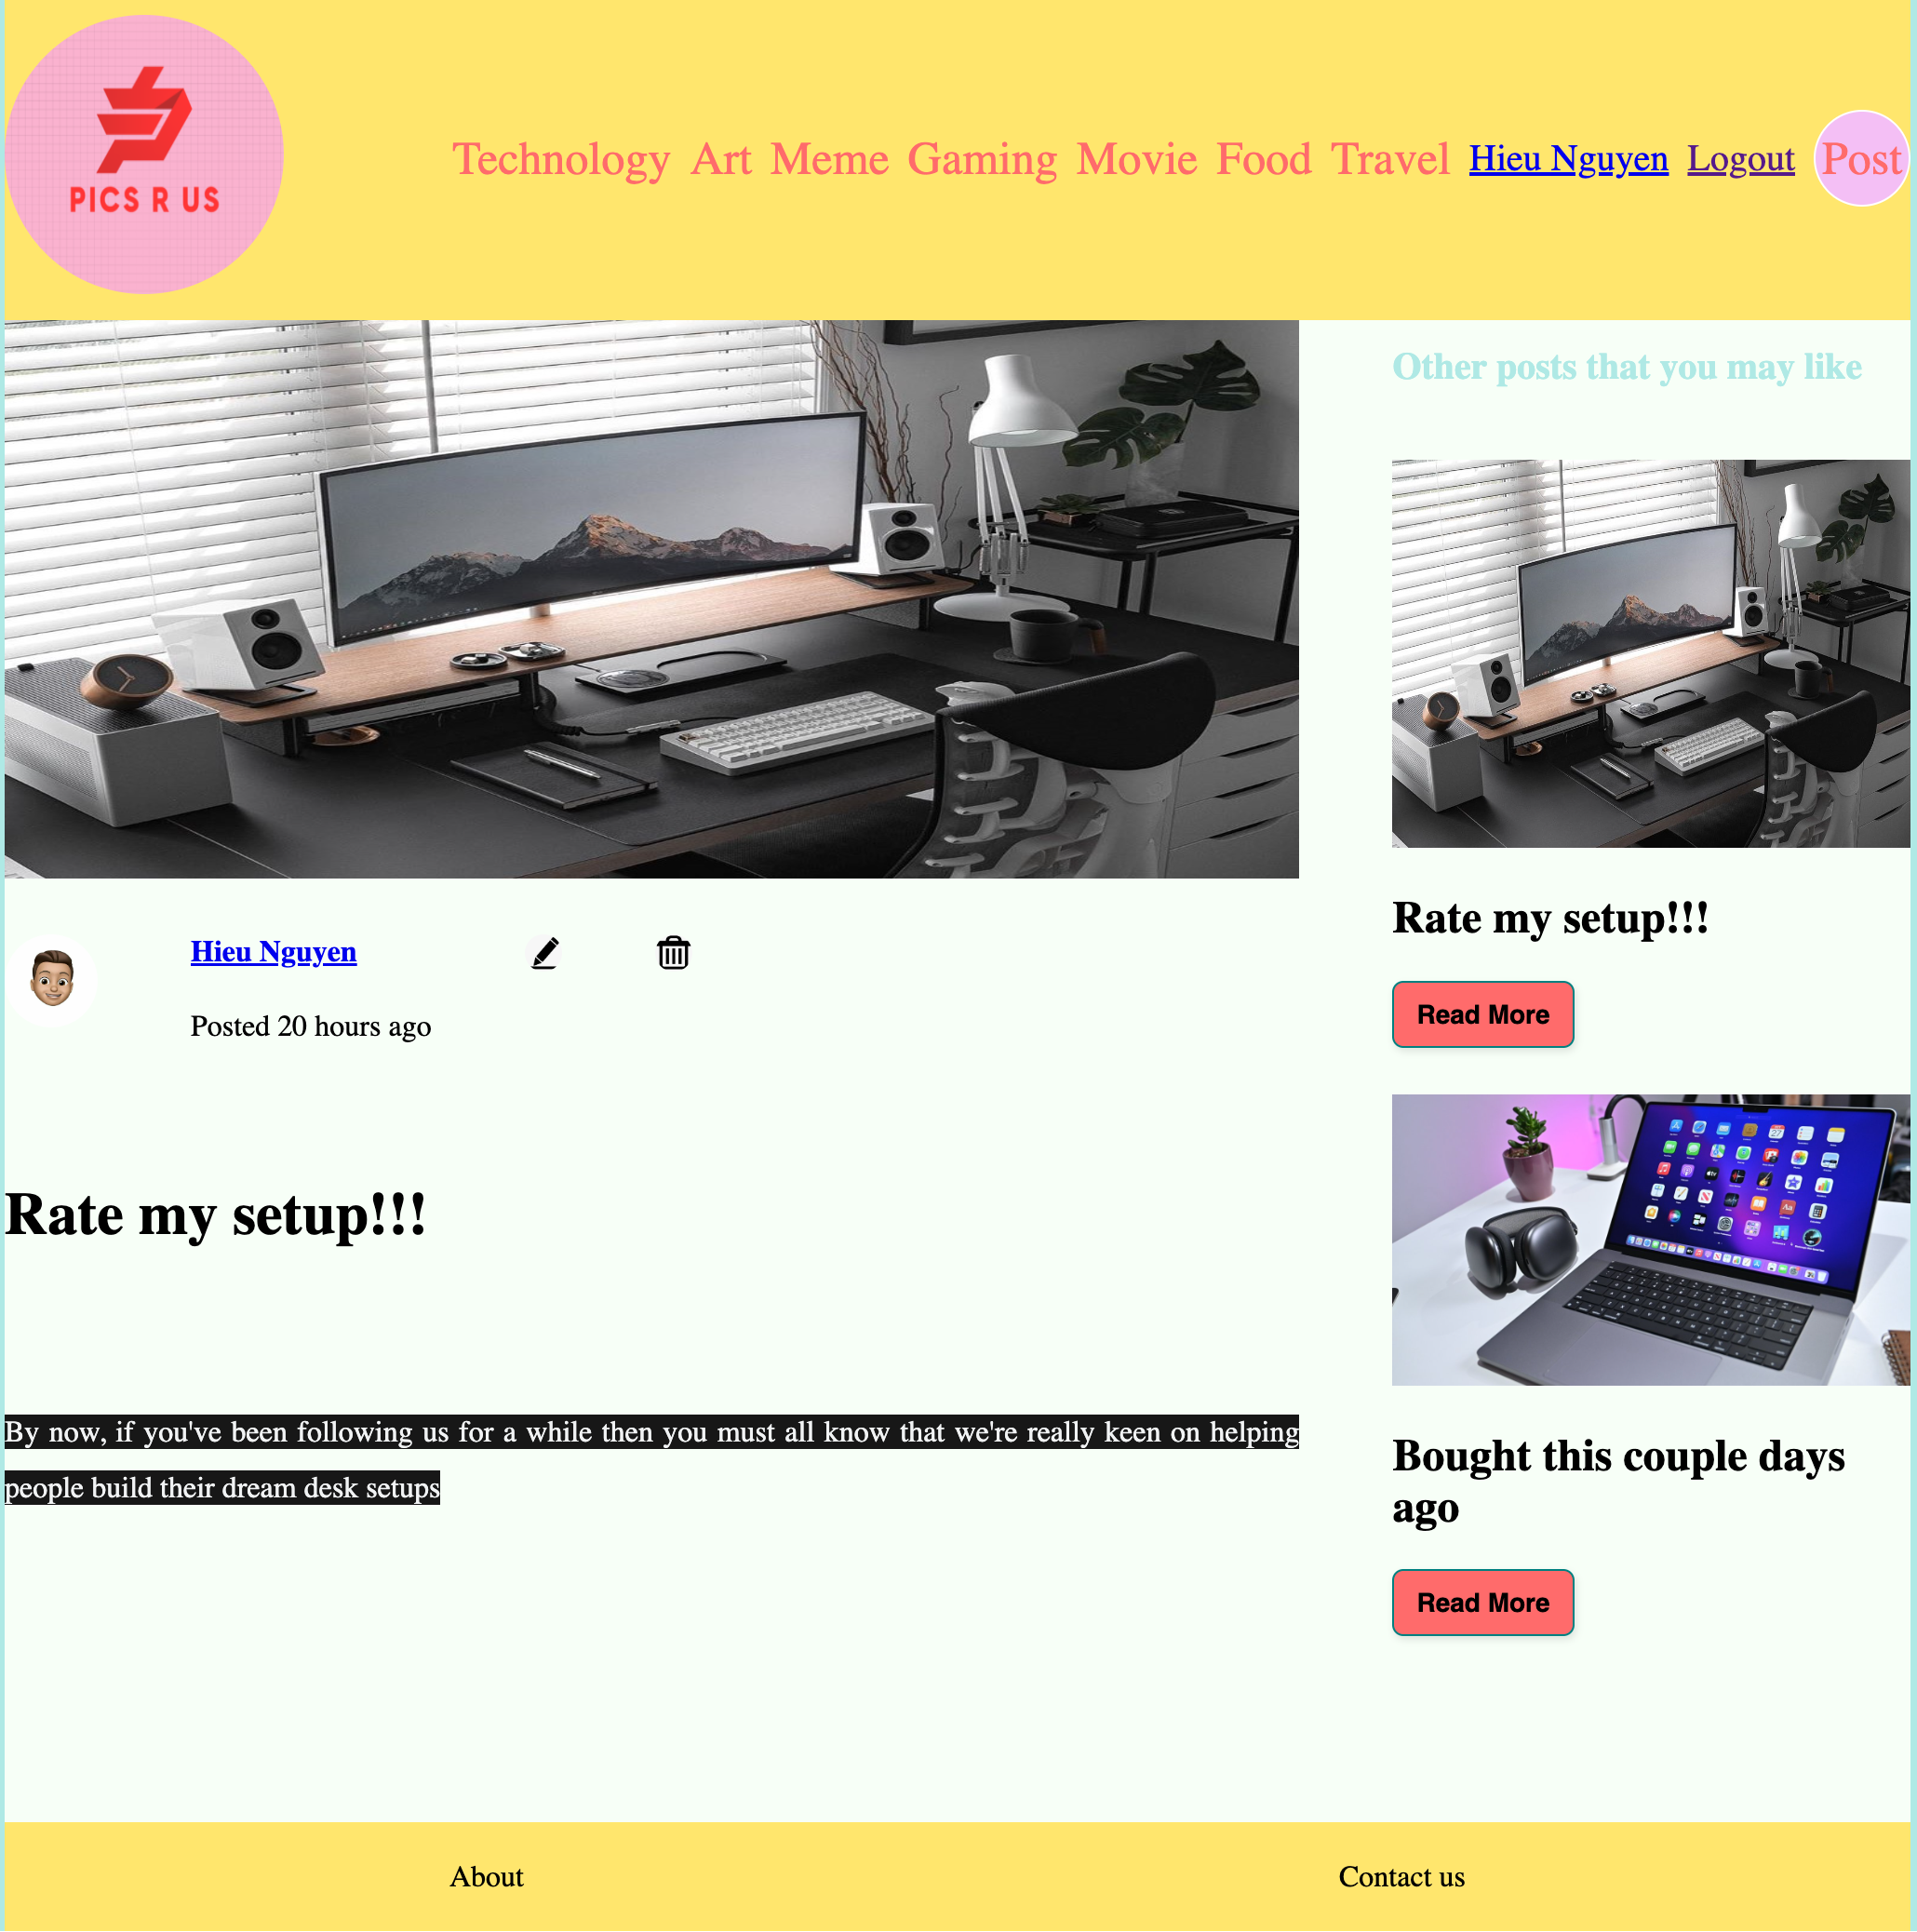 PICS R US
Technology Art Meme Gaming Movie Food Travel Hieu Nguyen Logout Post
Other posts that you may like
Hieu Nguyen
Posted 20 hours ago
Rate my setup!!!
By now, if you've been following us for a while then you must all know that we're really keen on helping
people build their dream desk setups
Rate my setup!!!
Read More
Bought this couple days
ago
Read More
About
Contact us